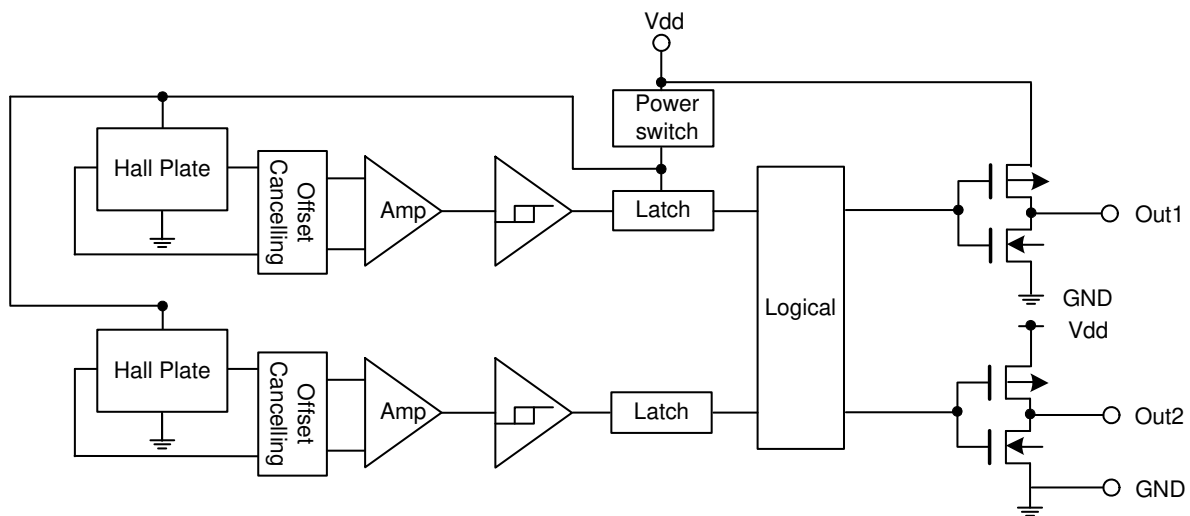 Vdd
Power
switch
Hall Plate
Offset
Cancelling
Amp
Latch
Out1
GND
Vdd
Logical
Hall Plate
Offset
Cancelling
Amp
Latch
Out2
GND